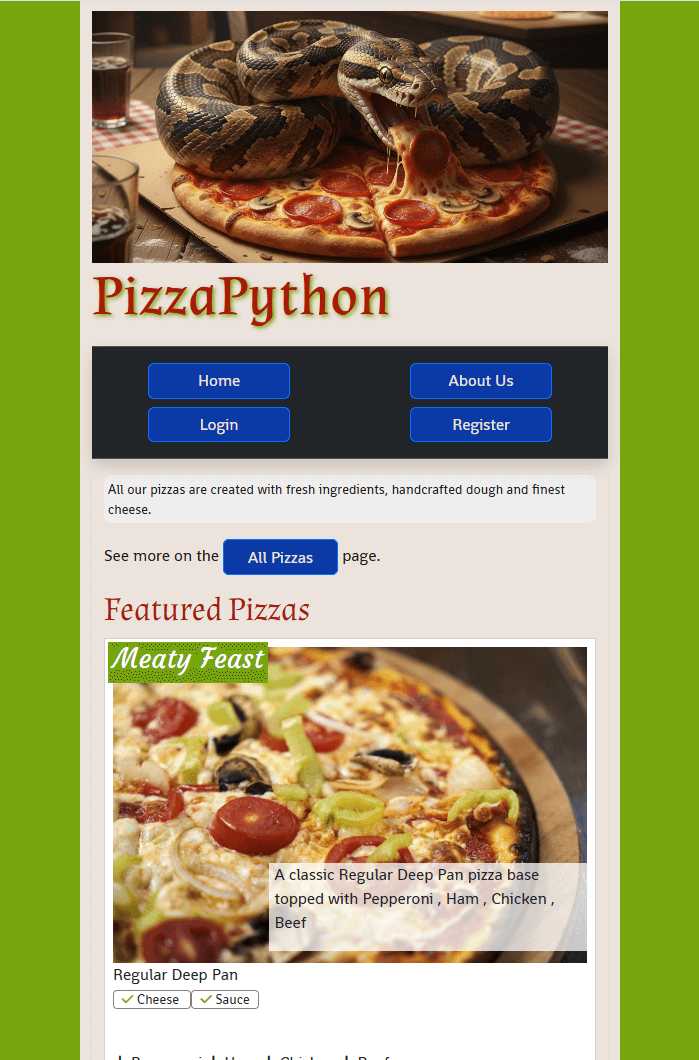 PizzaPython
Home
About Us
Login
Register
All our pizzas are created with fresh ingredients, handcrafted dough and finest
cheese.
See more on the All Pizzas page.
Featured Pizzas
Meaty Feast
A classic Regular Deep Pan pizza base
topped with Pepperoni , Ham , Chicken ,
Beef
Regular Deep Pan
Cheese
Sauce